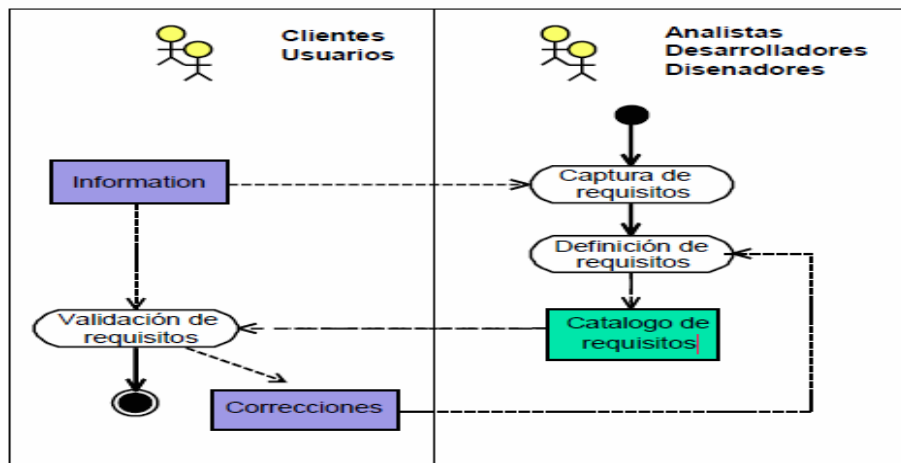 Clientes
Usuarios
Analistas
Desarrolladores
Disenadores
Information
Captura de
requisitos
Definición de
requisitos
Validación de
requisitos
Catalogo de
requisitos
Correcciones